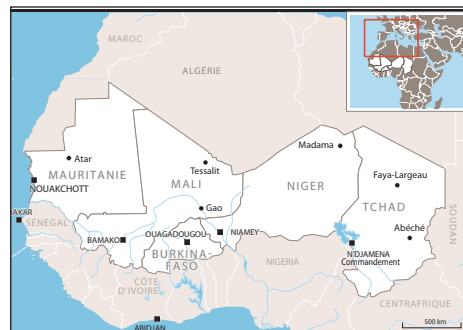 MAROC
ALGÉRIE
Madama
Atar
Tessalit
MAURITANIE
Faya-Largeau
MALI
NIGER
NOUAKCHOTT
TCHAD
Gao
SOUDAN
AKAR
SÉNÉGAL
Abéché
OUAGADOUGOU
NIAMEY
BAMAKO
BURKINA-
FASO
N'DJAMENA
Commandement
NIGERIA
CÔTE
D'IVOIRE
CENTRAFRIQUE
ABIDJAN
500 km